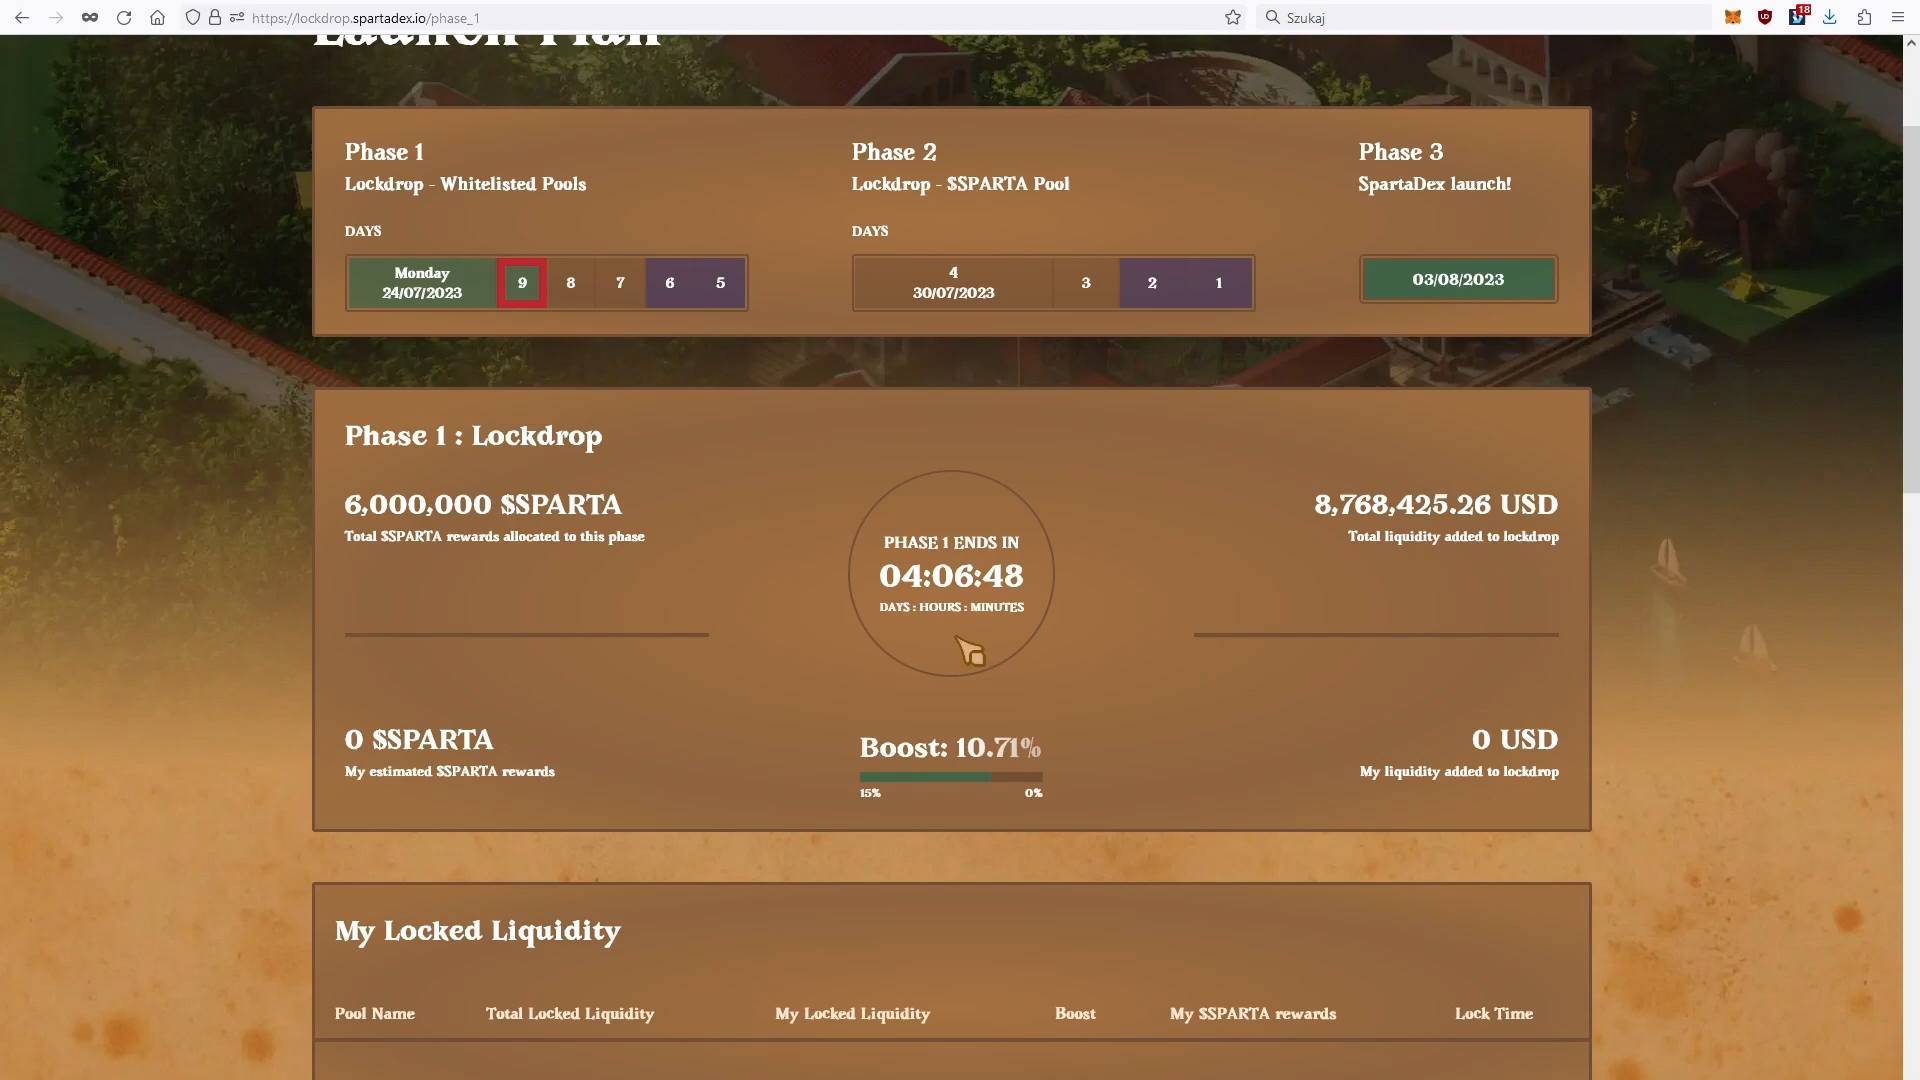 https://lockdrop.spartadex.io/phase_1
Szukaj
18
Launch Plan
Phase 1
Lockdrop - Whitelisted Pools
DAYS
Monday
24/07/2023
9
8
7
6
5
Phase 2
Lockdrop - $SPARTA Pool
DAYS
4
30/07/2023
3
2
1
Phase 3
SpartaDex launch!
03/08/2023
Phase 1 : Lockdrop
6,000,000 $SPARTA
Total $SPARTA rewards allocated to this phase
PHASE 1 ENDS IN
04:06:48
DAYS : HOURS : MINUTES
8,768,425.26 USD
Total liquidity added to lockdrop
0 $SPARTA
My estimated $SPARTA rewards
Boost: 10.71%
15%
0%
0 USD
My liquidity added to lockdrop
My Locked Liquidity
Pool Name
Total Locked Liquidity
My Locked Liquidity
Boost
My $SPARTA rewards
Lock Time